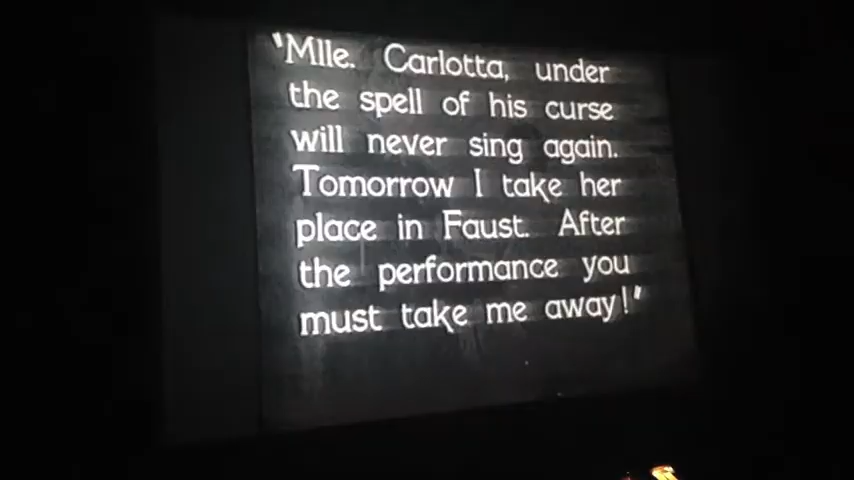 "Mlle. Carlotta, under
the spell of his curse
will never sing again.
Tomorrow I take her
place in Faust. After
the performance you
must take me away!"